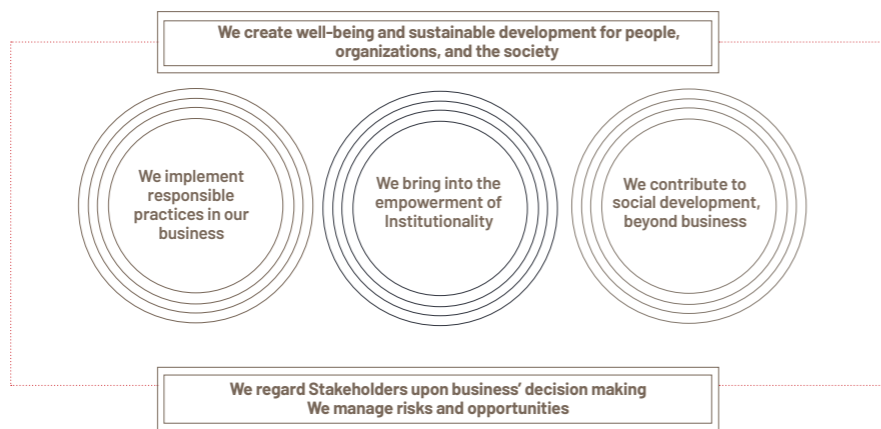 We create well-being and sustainable development for people,
organizations, and the society
We implement
responsible
practices in our
business
We bring into the
empowerment of
Institutionality
We contribute to
social development,
beyond business
We regard Stakeholders upon business’ decision making
We manage risks and opportunities